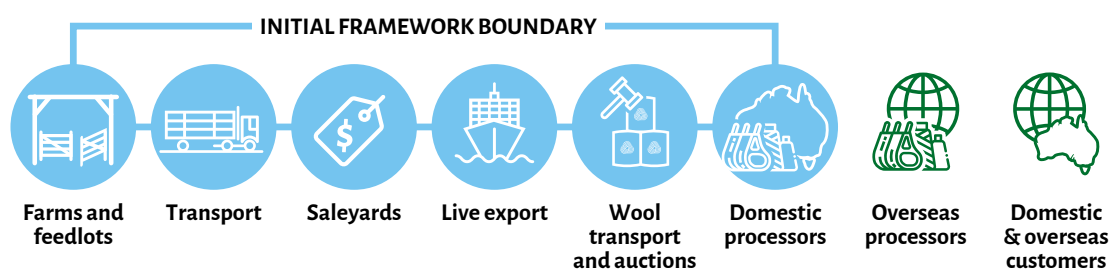 INITIAL FRAMEWORK BOUNDARY
$
Farms and
feedlots
Transport
Saleyards
Live export
Wool
transport
and auctions
Domestic
processors
Overseas
processors
Domestic
& overseas
customers